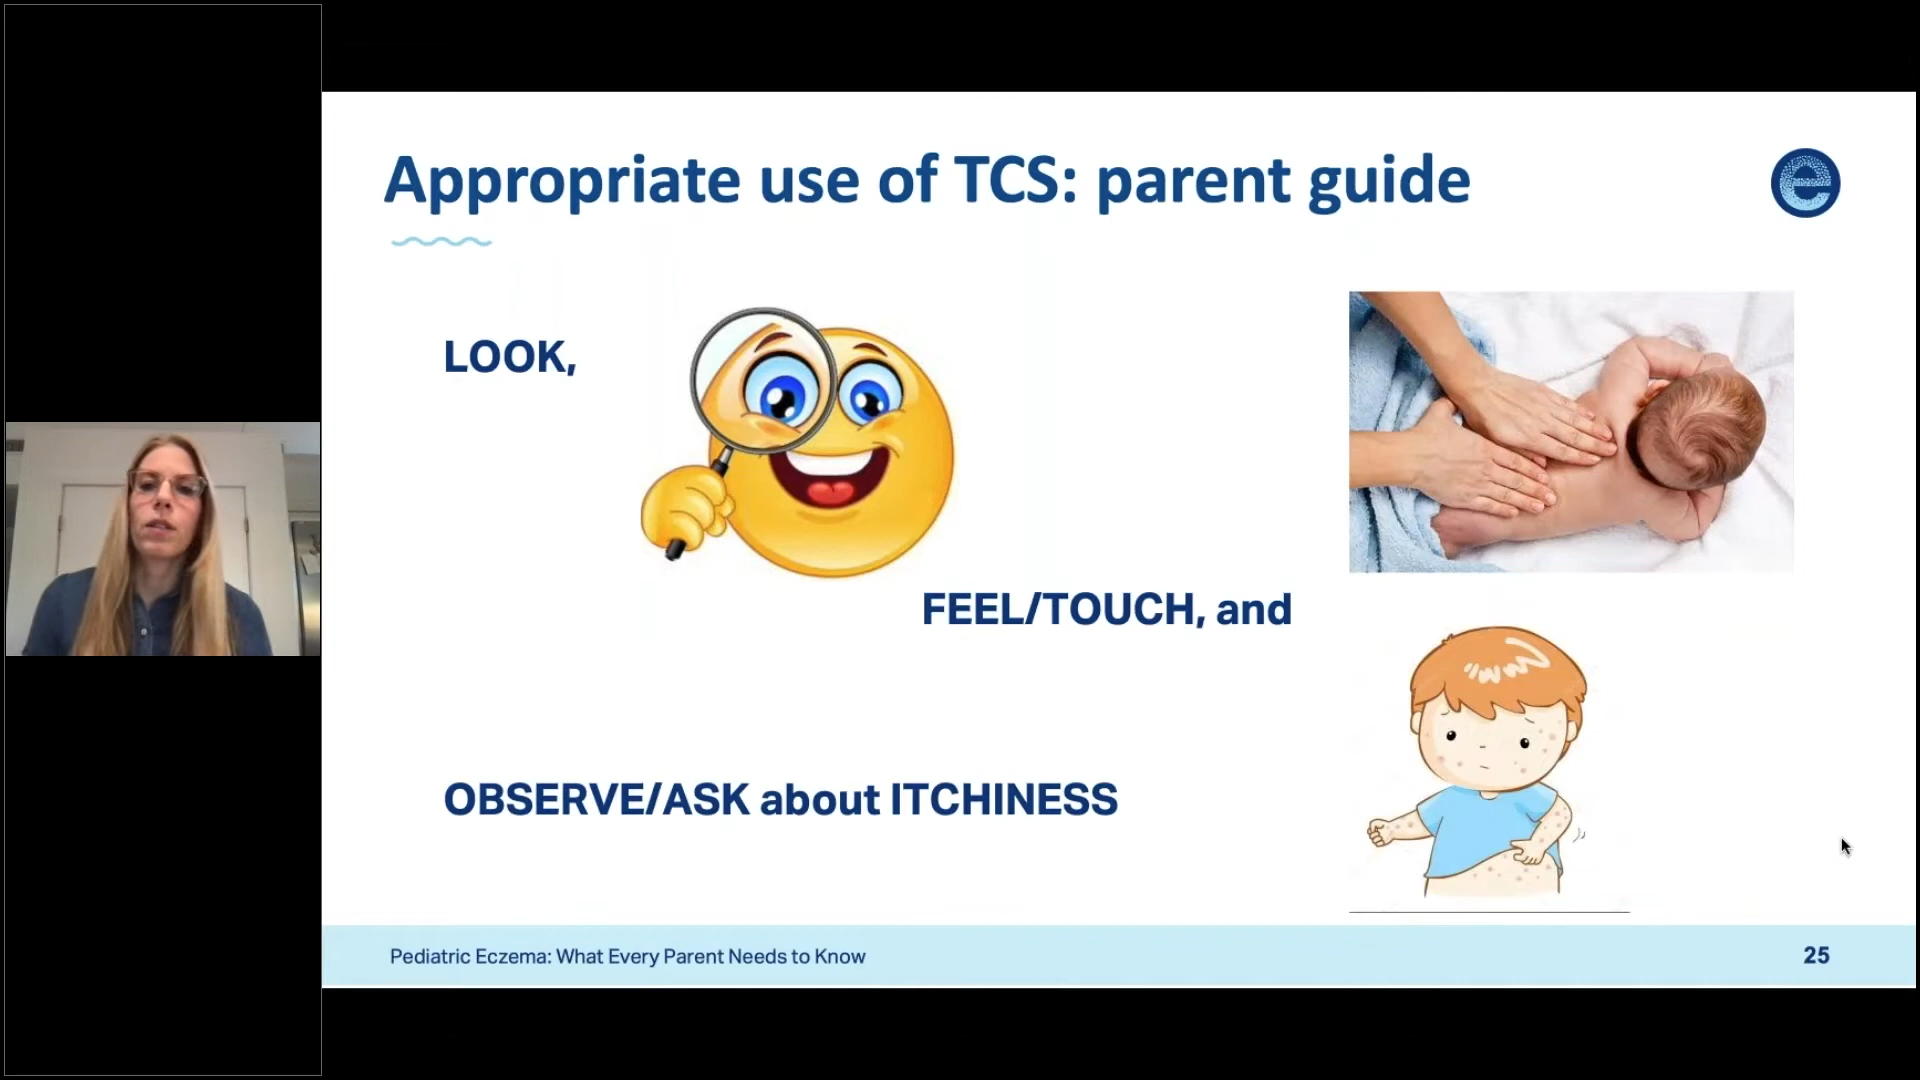 Appropriate use of TCS: parent guide
e
LOOK,
FEEL/TOUCH, and
OBSERVE/ASK about ITCHINESS
Pediatric Eczema: What Every Parent Needs to Know
25